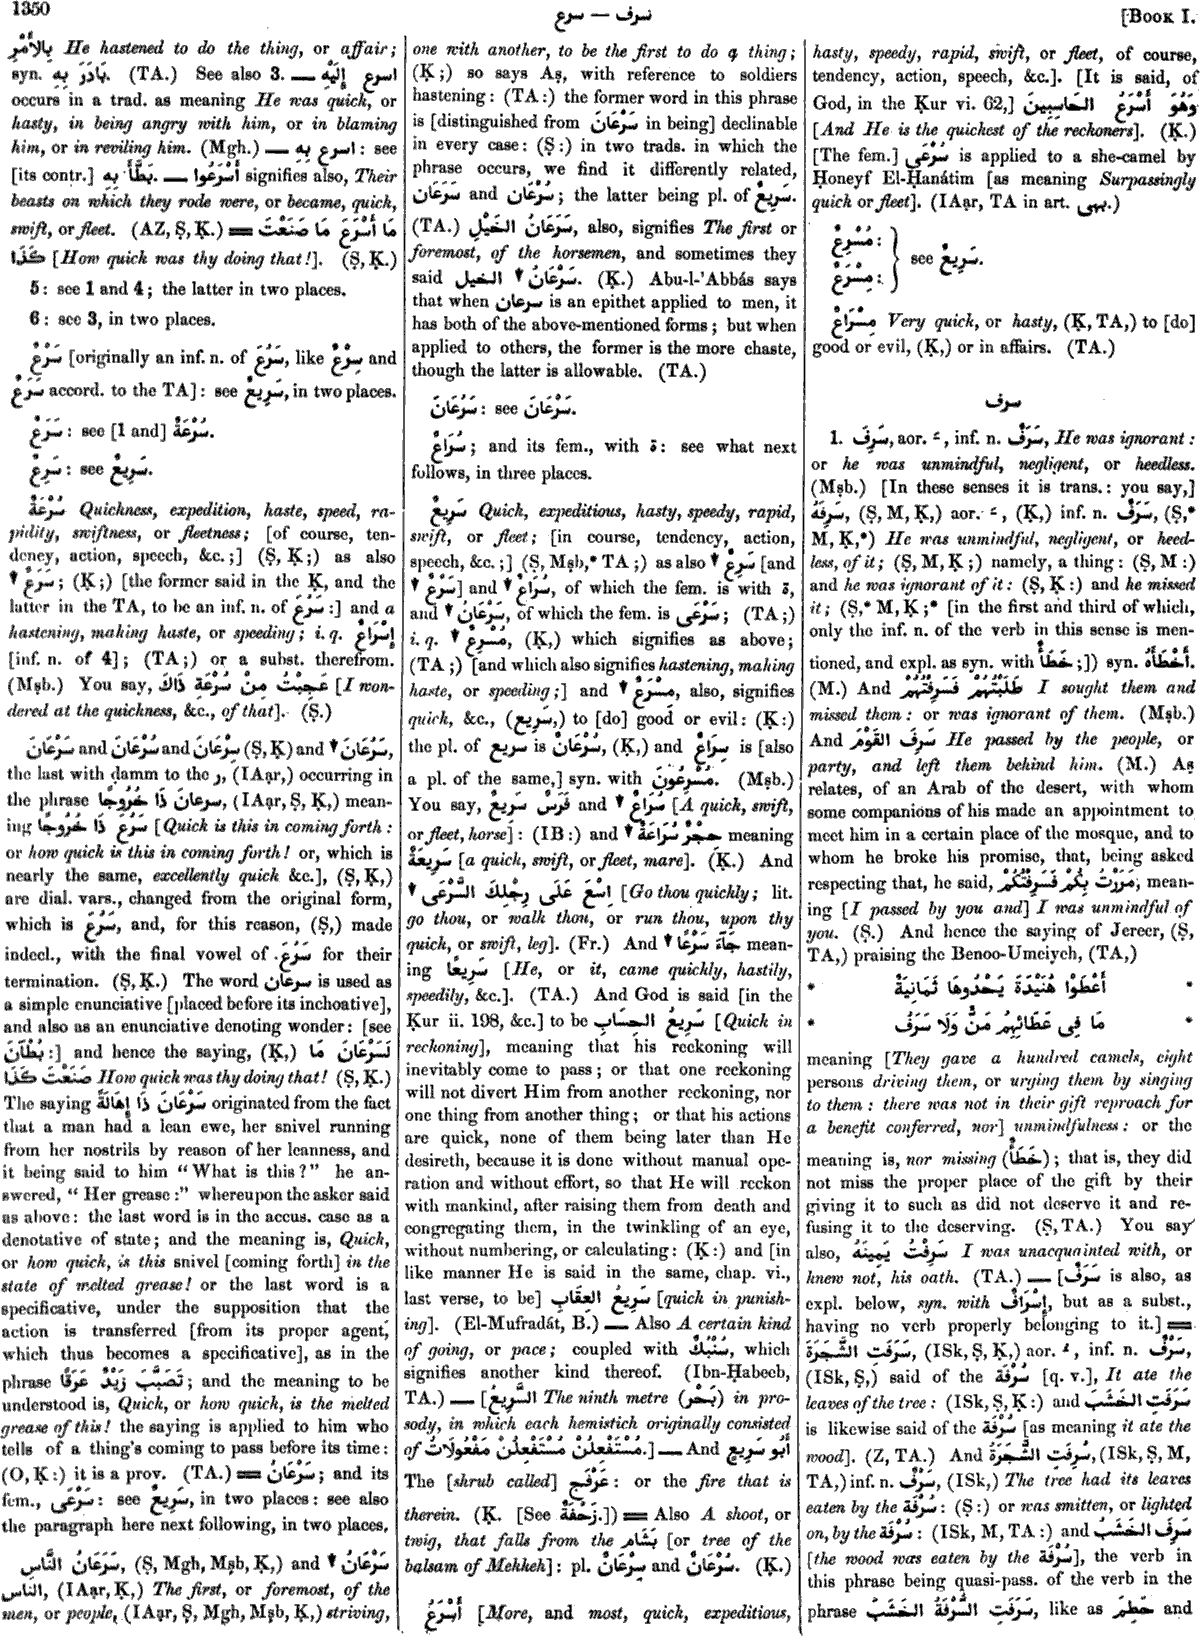 1350
سرع — سرف
[BOOK I.
بِالأَمْرِ He hastened to do the thing, or affair;
syn. بَادَرَ بِهِ. (TA.) See also 3. — اسرع إِلَيْهِ
occurs in a trad. as meaning He was quick, or
hasty, in being angry with him, or in blaming
him, or in reviling him. (Mgh.) — اسرع بِهِ: see
[its contr.] بَطَّأَ بِهِ. — أَسْرَعُوا signifies also, Their
beasts on which they rode were, or became, quick,
swift, or fleet. (AZ, Ṣ, Ḳ.) = مَا أَسْرَعَ مَا صَنَعْتَ
كَذَا [How quick was thy doing that!]. (Ṣ, Ḳ.)
5: see 1 and 4; the latter in two places.
6: see 3, in two places.
سَرْعٌ [originally an inf. n. of سَرُعَ, like سِرْعٌ and
سَرَعٌ accord. to the TA]: see سَرِيعٌ, in two places.
سَرَعٌ: see [1 and] سُرْعَةٌ.
سَرِعٌ: see سَرِيعٌ.
سُرْعَةٌ Quickness, expedition, haste, speed, ra-
pidity, swiftness, or fleetness; [of course, ten-
dency, action, speech, &c.;] (Ṣ, Ḳ;) as also
▼ سَرَعٌ; (Ḳ;) [the former said in the Ḳ, and the
latter in the TA, to be an inf. n. of سَرُعَ:] and a
hastening, making haste, or speeding; i. q. إِسْرَاعٌ
[inf. n. of 4]; (TA;) or a subst. therefrom.
(Mṣb.) You say, عَجِبْتُ مِنْ سُرْعَةِ ذَاكَ [I won-
dered at the quickness, &c., of that]. (Ṣ.)
سَرْعَانَ and سُرْعَانَ and سِرْعَانَ (Ṣ, Ḳ) and ▼ سَرُعَانَ,
the last with ḍamm to the ر, (IAạr,) occurring in
the phrase سرعانَ ذَا خُرُوجًا, (IAạr, Ṣ, Ḳ,) mean-
ing سَرُعَ ذَا خُرُوجًا [Quick is this in coming forth:
or how quick is this in coming forth! or, which is
nearly the same, excellently quick &c.], (Ṣ, Ḳ,)
are dial. vars., changed from the original form,
which is سَرُعَ, and, for this reason, (Ṣ,) made
indecl., with the final vowel of سَرُعَ for their
termination. (Ṣ, Ḳ.) The word سرعان is used as
a simple enunciative [placed before its inchoative],
and also as an enunciative denoting wonder: [see
بُطْآنَ:] and hence the saying, (Ḳ,) لَسَرْعَانَ مَا
صَنَعْتَ كَذَا How quick was thy doing that! (Ṣ, Ḳ.)
The saying سَرْعَانَ ذَا إِهَالَةً originated from the fact
that a man had a lean ewe, her snivel running
from her nostrils by reason of her leanness, and
it being said to him “What is this?” he an-
swered, “Her grease:” whereupon the asker said
as above: the last word is in the accus. case as a
denotative of state; and the meaning is, Quick,
or how quick, is this snivel [coming forth] in the
state of melted grease! or the last word is a
specificative, under the supposition that the
action is transferred [from its proper agent,
which thus becomes a specificative], as in the
phrase تَصَبَّبَ زَيْدٌ عَرَقًا; and the meaning to be
understood is, Quick, or how quick, is the melted
grease of this! the saying is applied to him who
tells of a thing's coming to pass before its time:
(O, Ḳ:) it is a prov. (TA.) = سَرْعَانُ; and its
fem., سَرْعَى: see سَرِيعٌ, in two places: see also
the paragraph here next following, in two places.
سَرَعَانُ النَّاسِ, (Ṣ, Mgh, Mṣb, Ḳ,) and ▼ سَرْعَانُ
الناس, (IAạr, Ḳ,) The first, or foremost, of the
men, or people, (IAạr, Ṣ, Mgh, Mṣb, Ḳ,) striving,
one with another, to be the first to do a thing;
(Ḳ;) so says Aṣ, with reference to soldiers
hastening: (TA:) the former word in this phrase
is [distinguished from سَرْعَانَ in being] declinable
in every case: (Ṣ:) in two trads. in which the
phrase occurs, we find it differently related,
سَرْعَان and سُرْعَان; the latter being pl. of سَرِيعٌ.
(TA.) سَرَعَانُ الخَيْلِ, also, signifies The first or
foremost, of the horsemen, and sometimes they
said ▼ سَرْعَانُ الخيل. (Ḳ.) Abu-l-'Abbás says
that when سرعان is an epithet applied to men, it
has both of the above-mentioned forms; but when
applied to others, the former is the more chaste,
though the latter is allowable. (TA.)
سَرُعَانَ: see سَرْعَانَ.
سُرَاعٌ; and its fem., with ة: see what next
follows, in three places.
سَرِيعٌ Quick, expeditious, hasty, speedy, rapid,
swift, or fleet; [in course, tendency, action,
speech, &c.;] (Ṣ, Mṣb,* TA;) as also ▼ سَرِعٌ [and
▼ سَرْعٌ] and ▼ سُرَاعٌ, of which the fem. is with ة,
and ▼ سَرْعَانُ, of which the fem. is سَرْعَى; (TA;)
i. q. ▼ مُسْرِعٌ, (Ḳ,) which signifies as above;
(TA;) [and which also signifies hastening, making
haste, or speeding;] and ▼ مِسْرَعٌ, also, signifies
quick, &c., (سَرِيعٌ,) to [do] good or evil: (Ḳ:)
the pl. of سريع is سُرْعَانٌ, (Ḳ,) and سِرَاعٌ is [also
a pl. of the same,] syn. with مُسْرِعُونَ. (Mṣb.)
You say, فَرَسٌ سَرِيعٌ and ▼ سُرَاعٌ [A quick, swift,
or fleet, horse]: (IB:) and ▼ حِجْرٌ سُرَاعَةٌ meaning
سَرِيعَةٌ [a quick, swift, or fleet, mare]. (Ḳ.) And
▼ اِسْعَ عَلَى رِجْلِكَ السَّرْعَى [Go thou quickly; lit.
go thou, or walk thou, or run thou, upon thy
quick, or swift, leg]. (Fr.) And ▼ جَآءَ سَرْعًا mean-
ing سَرِيعًا [He, or it, came quickly, hastily,
speedily, &c.]. (TA.) And God is said [in the
Ḳur ii. 198, &c.] to be سَرِيعُ الحِسَابِ [Quick in
reckoning], meaning that his reckoning will
inevitably come to pass; or that one reckoning
will not divert Him from another reckoning, nor
one thing from another thing; or that his actions
are quick, none of them being later than He
desireth, because it is done without manual ope-
ration and without effort, so that He will reckon
with mankind, after raising them from death and
congregating them, in the twinkling of an eye,
without numbering, or calculating: (Ḳ:) and [in
like manner He is said in the same, chap. vi.,
last verse, to be] سَرِيعُ العِقَابِ [quick in punish-
ing]. (El-Mufradát, B.) — Also A certain kind
of going, or pace; coupled with سُنْبُكٌ, which
signifies another kind thereof. (Ibn-Ḥabeeb,
TA.) — [السَّرِيعُ The ninth metre (بَحْر) in pro-
sody, in which each hemistich originally consisted
of مُسْتَفْعِلُنْ مُسْتَفْعِلُنْ مَفْعُولَاتُ.] — And أَبُو سَرِيعٍ
The [shrub called] عَرْفَج: or the fire that is
therein. (Ḳ. [See زَحْفَةٌ.]) = Also A shoot, or
twig, that falls from the بَشَام [or tree of the
balsam of Mekkeh]: pl. سِرْعَانٌ and سُرْعَانٌ. (Ḳ.)
أَسْرَعُ [More, and most, quick, expeditious,
hasty, speedy, rapid, swift, or fleet, of course,
tendency, action, speech, &c.]. [It is said, of
God, in the Ḳur vi. 62,] وَهُوَ أَسْرَعُ الحَاسِبِينَ
[And He is the quickest of the reckoners]. (Ḳ.)
[The fem.] سُرْعَى is applied to a she-camel by
Ḥoneyf El-Ḥanátim [as meaning Surpassingly
quick or fleet]. (IAạr, TA in art. بهى.)
مُسْرِعٌ:
مِسْرَعٌ: } see سَرِيعٌ.
مِسْرَاعٌ Very quick, or hasty, (Ḳ, TA,) to [do]
good or evil, (Ḳ,) or in affairs. (TA.)
سرف
1. سَرِفَ, aor. ـَ, inf. n. سَرَفٌ, He was ignorant:
or he was unmindful, negligent, or heedless.
(Mṣb.) [In these senses it is trans.: you say,]
سَرِفَهُ, (Ṣ, M, Ḳ,) aor. ـَ, (Ḳ,) inf. n. سَرَفٌ, (Ṣ,*
M, Ḳ,*) He was unmindful, negligent, or heed-
less, of it; (Ṣ, M, Ḳ;) namely, a thing: (Ṣ, M:)
and he was ignorant of it: (Ṣ, Ḳ:) and he missed
it; (Ṣ,* M, Ḳ;* [in the first and third of which,
only the inf. n. of the verb in this sense is men-
tioned, and expl. as syn. with خَطَأٌ;]) syn. أَخْطَأَهُ.
(M.) And طَلَبْتُهُمْ فَسَرِفْتُهُمْ I sought them and
missed them: or was ignorant of them. (Mṣb.)
And سَرِفَ القَوْمَ He passed by the people, or
party, and left them behind him. (M.) Aṣ
relates, of an Arab of the desert, with whom
some companions of his made an appointment to
meet him in a certain place of the mosque, and to
whom he broke his promise, that, being asked
respecting that, he said, مَرَرْتُ بِكُمْ فَسَرِفْتُكُمْ, mean-
ing [I passed by you and] I was unmindful of
you. (Ṣ.) And hence the saying of Jereer, (Ṣ,
TA,) praising the Benoo-Umeiyeh, (TA,)
* أَعْطَوْا هُنَيْدَةَ يَحْدُوهَا ثَمَانِيَةٌ *
* مَا فِى عَطَائِهِمُ مَنٌّ وَلَا سَرَفُ *
meaning [They gave a hundred camels, eight
persons driving them, or urging them by singing
to them: there was not in their gift reproach for
a benefit conferred, nor] unmindfulness: or the
meaning is, nor missing (خَطَأٌ); that is, they did
not miss the proper place of the gift by their
giving it to such as did not deserve it and re-
fusing it to the deserving. (Ṣ, TA.) You say
also, سَرِفْتُ يَمِينَهُ I was unacquainted with, or
knew not, his oath. (TA.) — [سَرَفٌ is also, as
expl. below, syn. with إِسْرَافٌ, but as a subst.,
having no verb properly belonging to it.] =
سَرَفَتِ الشَّجَرَةَ, (ISk, Ṣ, Ḳ,) aor. ـُ, inf. n. سَرْفٌ,
(ISk, Ṣ,) said of the سُرْفَة [q. v.], It ate the
leaves of the tree: (ISk, Ṣ, Ḳ:) and سَرَفَتِ الخَشَبَ
is likewise said of the سُرْفَة [as meaning it ate the
wood]. (Z, TA.) And سُرِفَتِ الشَّجَرَةُ, (ISk, Ṣ, M,
TA,) inf. n. سَرْفٌ, (ISk,) The tree had its leaves
eaten by the سُرْفَة: (Ṣ:) or was smitten, or lighted
on, by the سُرْفَة: (ISk, M, TA:) and سَرِفَ الخَشَبُ
[the wood was eaten by the سُرْفَة], the verb in
this phrase being quasi-pass. of the verb in the
phrase سَرَفَتِ السُّرْفَةُ الخَشَبَ, like as حَطِمَ and